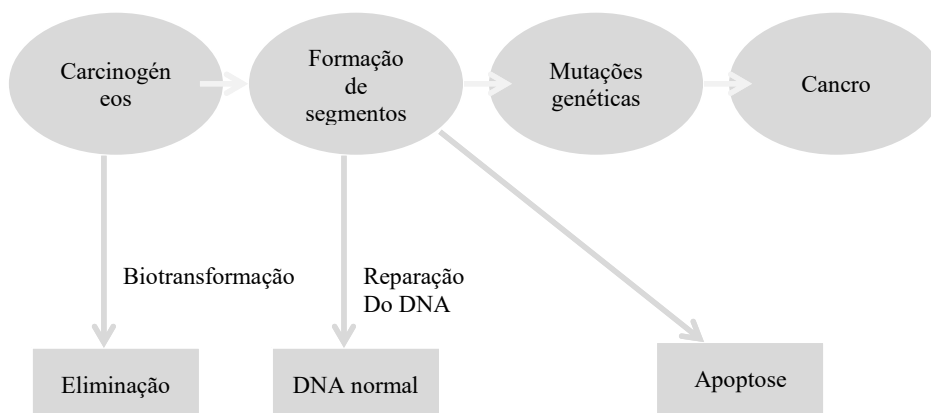 Carcinogén
eos
Formação
de
segmentos
Mutações
genéticas
Cancro
Biotransformação
Reparação
Do DNA
Eliminação
DNA normal
Apoptose